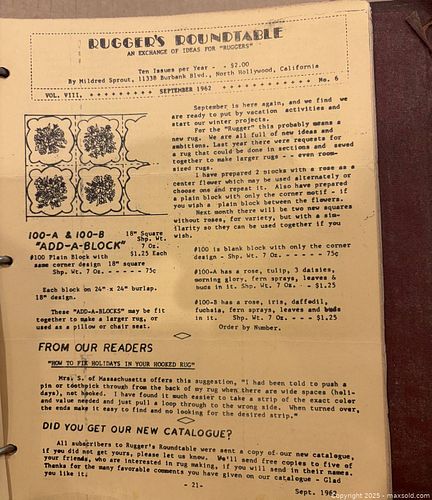 RUGGER'S ROUNDTABLE
AN EXCHANGE OF IDEAS FOR "RUGGERS"
Ten Issues per Year - - $2.00
By Mildred Sprout, 11338 Burbank Blvd., North Hollywood, California
VOL. VIII, SEPTEMBER 1962 No. 6
September is here again, and we find we
are ready to put by vacation activities and
start our winter projects.
For the "Rugger" this probably means a
new rug. We are all full of new ideas and
ambitions. Last year there were requests for
a rug that could be done in sections and sewed
together to make larger rugs - - - even room-
sized rugs.
I have prepared 2 blocks with a rose as a
center flower which may be used alternately or
choose one and repeat it. Also have prepared
a plain block with only the corner motif - if
you wish a plain block between the flowers.
Next month there will be two new squares
without roses, for variety, but with a sim-
ilarity so they can be used together if you
wish.
100-A & 100-B 18" Square
"ADD-A-BLOCK" Shp. Wt.
7 Oz.
$1.25 Each
#100 Plain Block with
same corner design 18" square
Shp. Wt. 7 Oz. - - - - - 75¢
Each block on 24" x 24" burlap.
18" design.
These "ADD-A-BLOCKS" may be fit
together to make a larger rug, or
used as a pillow or chair seat.
#100 is blank block with only the corner
design - Shp. Wt. 7 Oz. - - - - - 75¢
#100-A has a rose, tulip, 3 daisies,
morning glory, fern sprays, leaves &
buds in it. Shp. Wt. 7 Oz. - - $1.25
#100-B has a rose, iris, daffodil,
fuchsia, fern sprays, leaves and buds
in it. Shp. Wt. 7 Oz. - - - $1.25
Order by Number.
FROM OUR READERS
"HOW TO FIX HOLIDAYS IN YOUR HOOKED RUG"
Mrs. S. of Massachusetts offers this suggestion, "I had been told to push a
pin or toothpick through from the back of my rug when there are wide spaces (holi-
days), not hooked. I have found it much easier to take a strip of the exact color
and value needed and just pull a loop through to the wrong side. When turned over,
the ends make it easy to find and no looking for the desired strip."
DID YOU GET OUR NEW CATALOGUE?
All subscribers to Rugger's Roundtable were sent a copy of our new catalogue,
if you did not get yours, please let us know. We'll send free copies to five of
your friends, who are interested in rug making, if you will send in their names.
Thanks for the many favorable comments you have given on our catalogue - Glad
you like it.
- 21 -
Sept. 1962
Copyright 2025 - maxsold.com